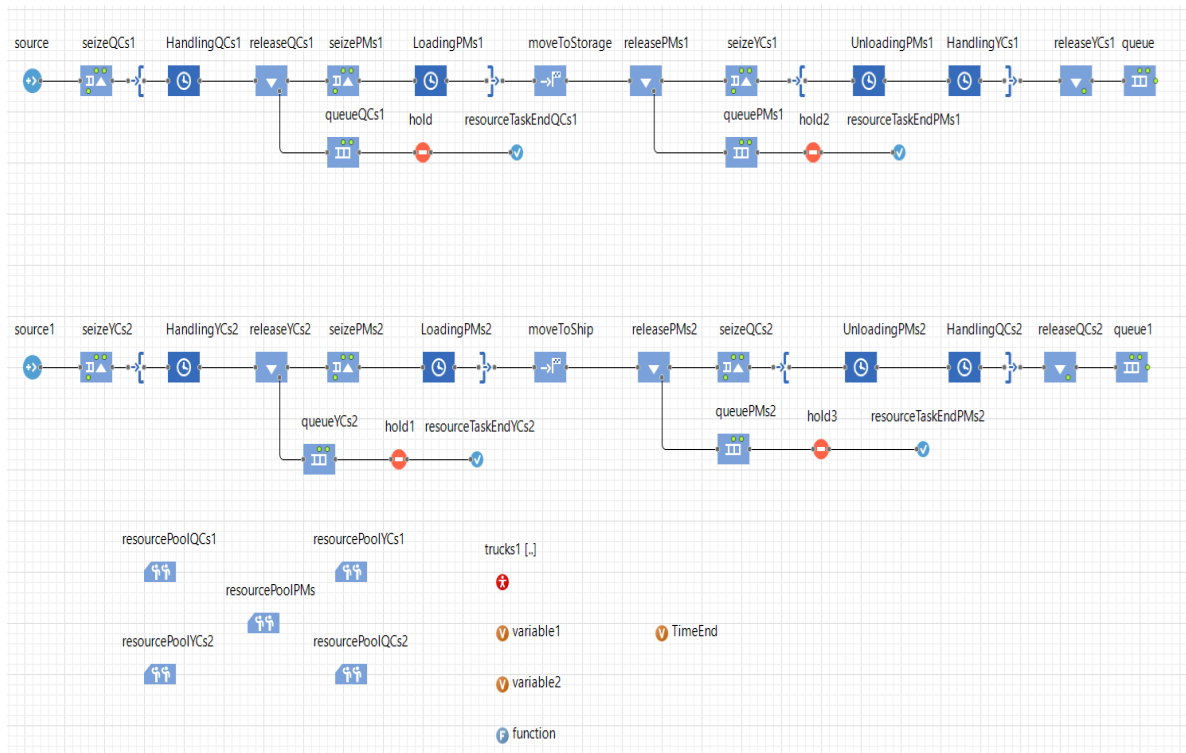 source seizeQCs1 HandlingQCs1 releaseQCs1 seizePMs1 LoadingPMs1 moveToStorage releasePMs1 seizeYCs1 UnloadingPMs1 HandlingYCs1 releaseYCs1 queue
queueQCs1 hold resourceTaskEndQCs1 queuePMs1 hold2 resourceTaskEndPMs1
source1 seizeYCs2 HandlingYCs2 releaseYCs2 seizePMs2 LoadingPMs2 moveToShip releasePMs2 seizeQCs2 UnloadingPMs2 HandlingQCs2 releaseQCs2 queue1
queueYCs2 hold1 resourceTaskEndYCs2 queuePMs2 hold3 resourceTaskEndPMs2
resourcePoolQCs1 resourcePoolYCs1
trucks1 [..]
resourcePoolPMs
resourcePoolYCs2 resourcePoolQCs2
variable1 TimeEnd
variable2
function